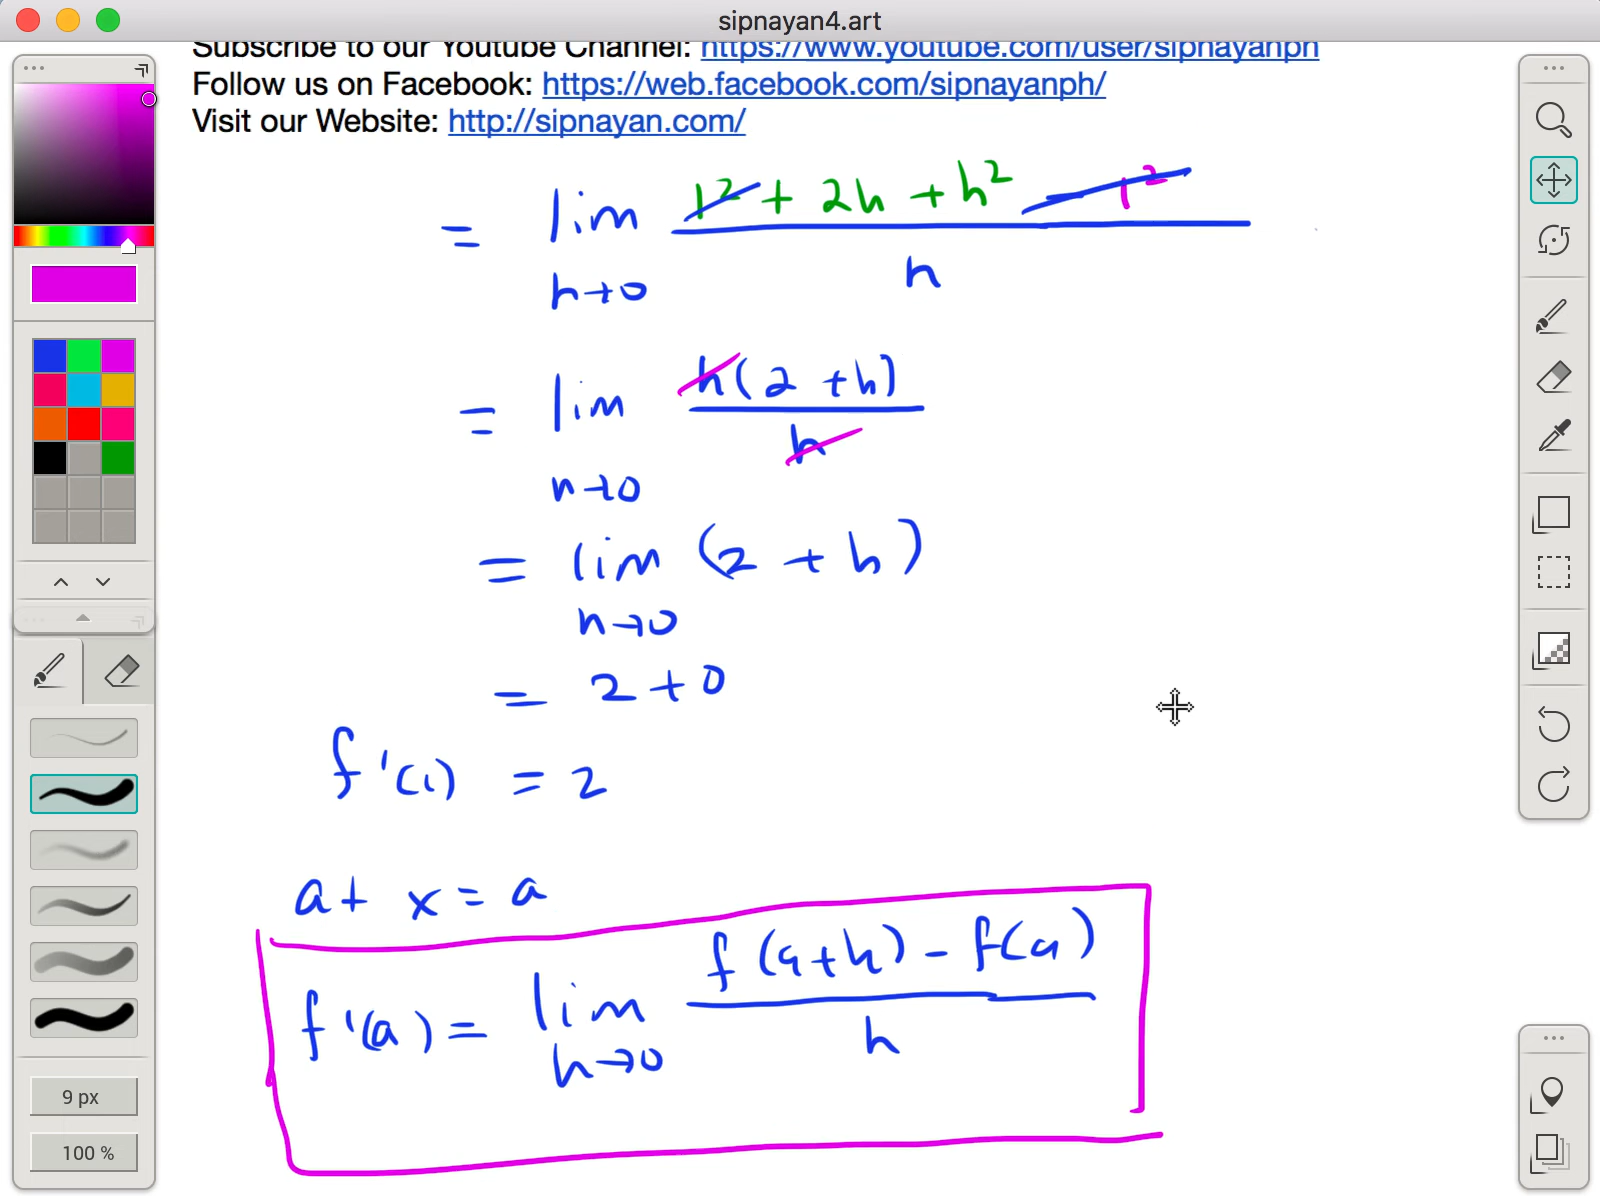 sipnayan4.art
Subscribe to our Youtube Channel: https://www.youtube.com/user/sipnayanph
Follow us on Facebook: https://web.facebook.com/sipnayanph/
Visit our Website: http://sipnayan.com/
= lim 1² + 2h + h² - 1²
h→0 h
= lim h(2 + h)
h→0 h
= lim (2 + h)
h→0
= 2 + 0
f'(1) = 2
at x = a
f'(a) = lim f(a+h) - f(a)
h→0 h
9 px
100 %